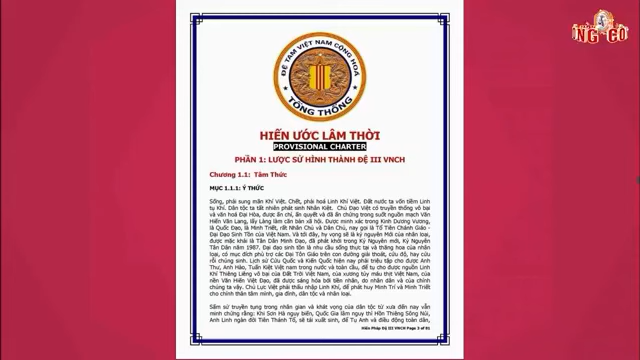 ÔNG CÒ
ĐỆ TAM VIỆT NAM CỘNG HOÀ
TỔNG THỐNG
HIẾN ƯỚC LÂM THỜI
PROVISIONAL CHARTER
PHẦN 1: LƯỢC SỬ HÌNH THÀNH ĐỆ III VNCH
Chương 1.1: Tâm Thức
MỤC 1.1.1: Ý THỨC
Sống, phải sung mãn Khí Việt. Chết, phải hoá Linh Khí Việt. Đất nước ta vốn tiềm Linh
tụ Khí. Dân tộc ta tất nhiên phát sinh Nhân Kiệt. Chủ Đạo Việt có truyền thống võ bai
và văn hoá Đại Hòa, được ẩn chỉ, ấn quyết và đã ấn chứng trong suốt nguồn mạch Văn
Hiến Văn Lang, lấy Làng làm căn bản xã hội. Được minh xác trong Kinh Dương Vương,
là Quốc Đạo, là Minh Triết, rất Nhân Chủ và Dân Chủ, nay gọi là Tổ Tiên Chánh Giáo -
Đại Đạo Sinh Tồn của Việt Nam. Và tới đây, hy vọng sẽ là kỷ nguyên Mới của nhân loại,
được mặc khải là Tân Dân Minh Đạo, đã phát khởi trong Kỷ Nguyên mới, Kỷ Nguyên
Tân Dân năm 1987. Đại đạo sinh tồn là nhu cầu sống thực tại và thăng hoa của nhân loại,
có mục đích phù trợ các Đại Tôn Giáo trên con đường giải thoát, cứu độ, hay cứu
rỗi chúng sinh. Lịch sử Cứu Quốc và Kiến Quốc hiện nay phải triệu tập cho được Anh
Thư, Anh Hào, Tuấn Kiệt Việt nam trong nước và toàn cầu, để tụ cho được nguồn Linh
Khí Thiêng Liêng vô bại của Đất Trời Việt Nam, của xương tủy máu thịt Việt Nam, của
nền Văn Hiến Việt Đạo, đã được sáng hóa bởi tiền nhân, do nhân dân và của chính
chúng ta vậy. Chủ Lực Việt phải thấu nhập Linh Khí, để phát huy Minh Trí và Minh Triết
cho chính thân tâm mình, gia đình, dân tộc và nhân loại.
Sấm sử truyền tụng trong nhân gian và khát vọng của dân tộc từ xưa đến nay vẫn
minh chứng rằng: Khi Sơn Hà nguy biến, Quốc Gia lâm nguy thì Hồn Thiêng Sông Núi,
Anh Linh ngàn đời Tiên Thánh Tổ, sẽ tái xuất sinh, để Tụ Anh và điều động toàn dân,
Hiến Pháp Đệ III VNCH Page 3 of 91